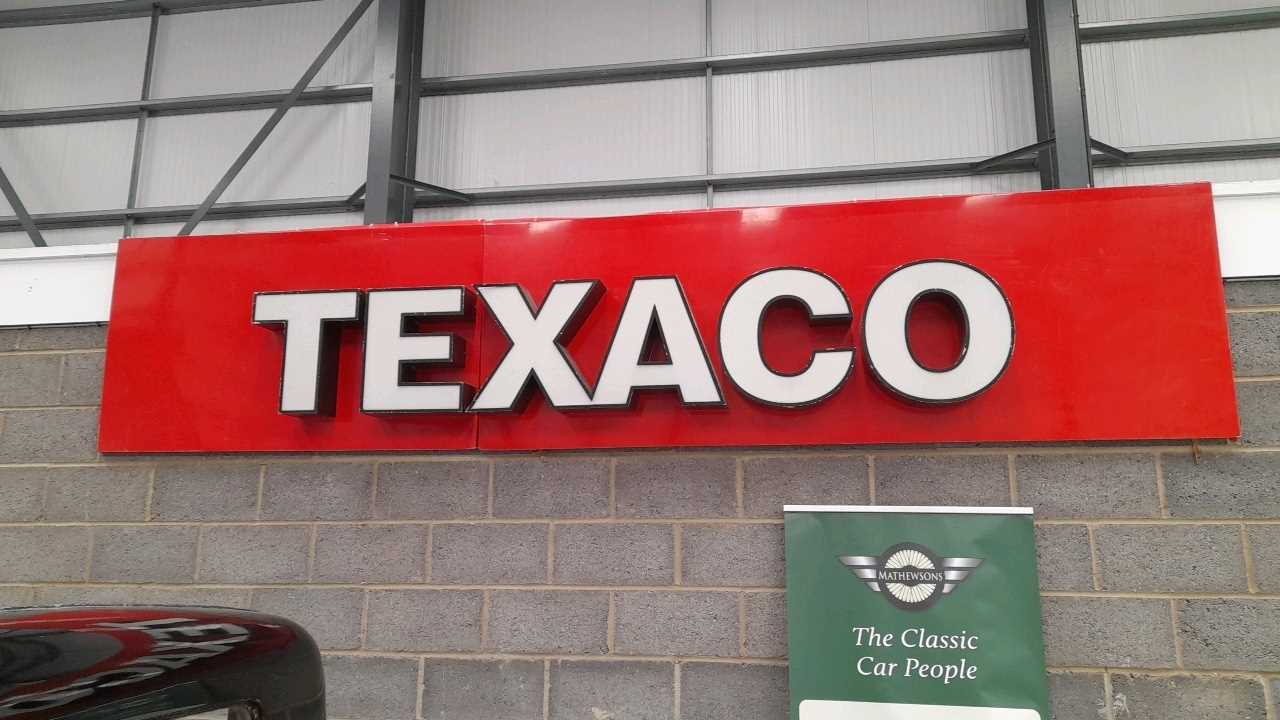 TEXACO
MATHEWSONS
The Classic
Car People